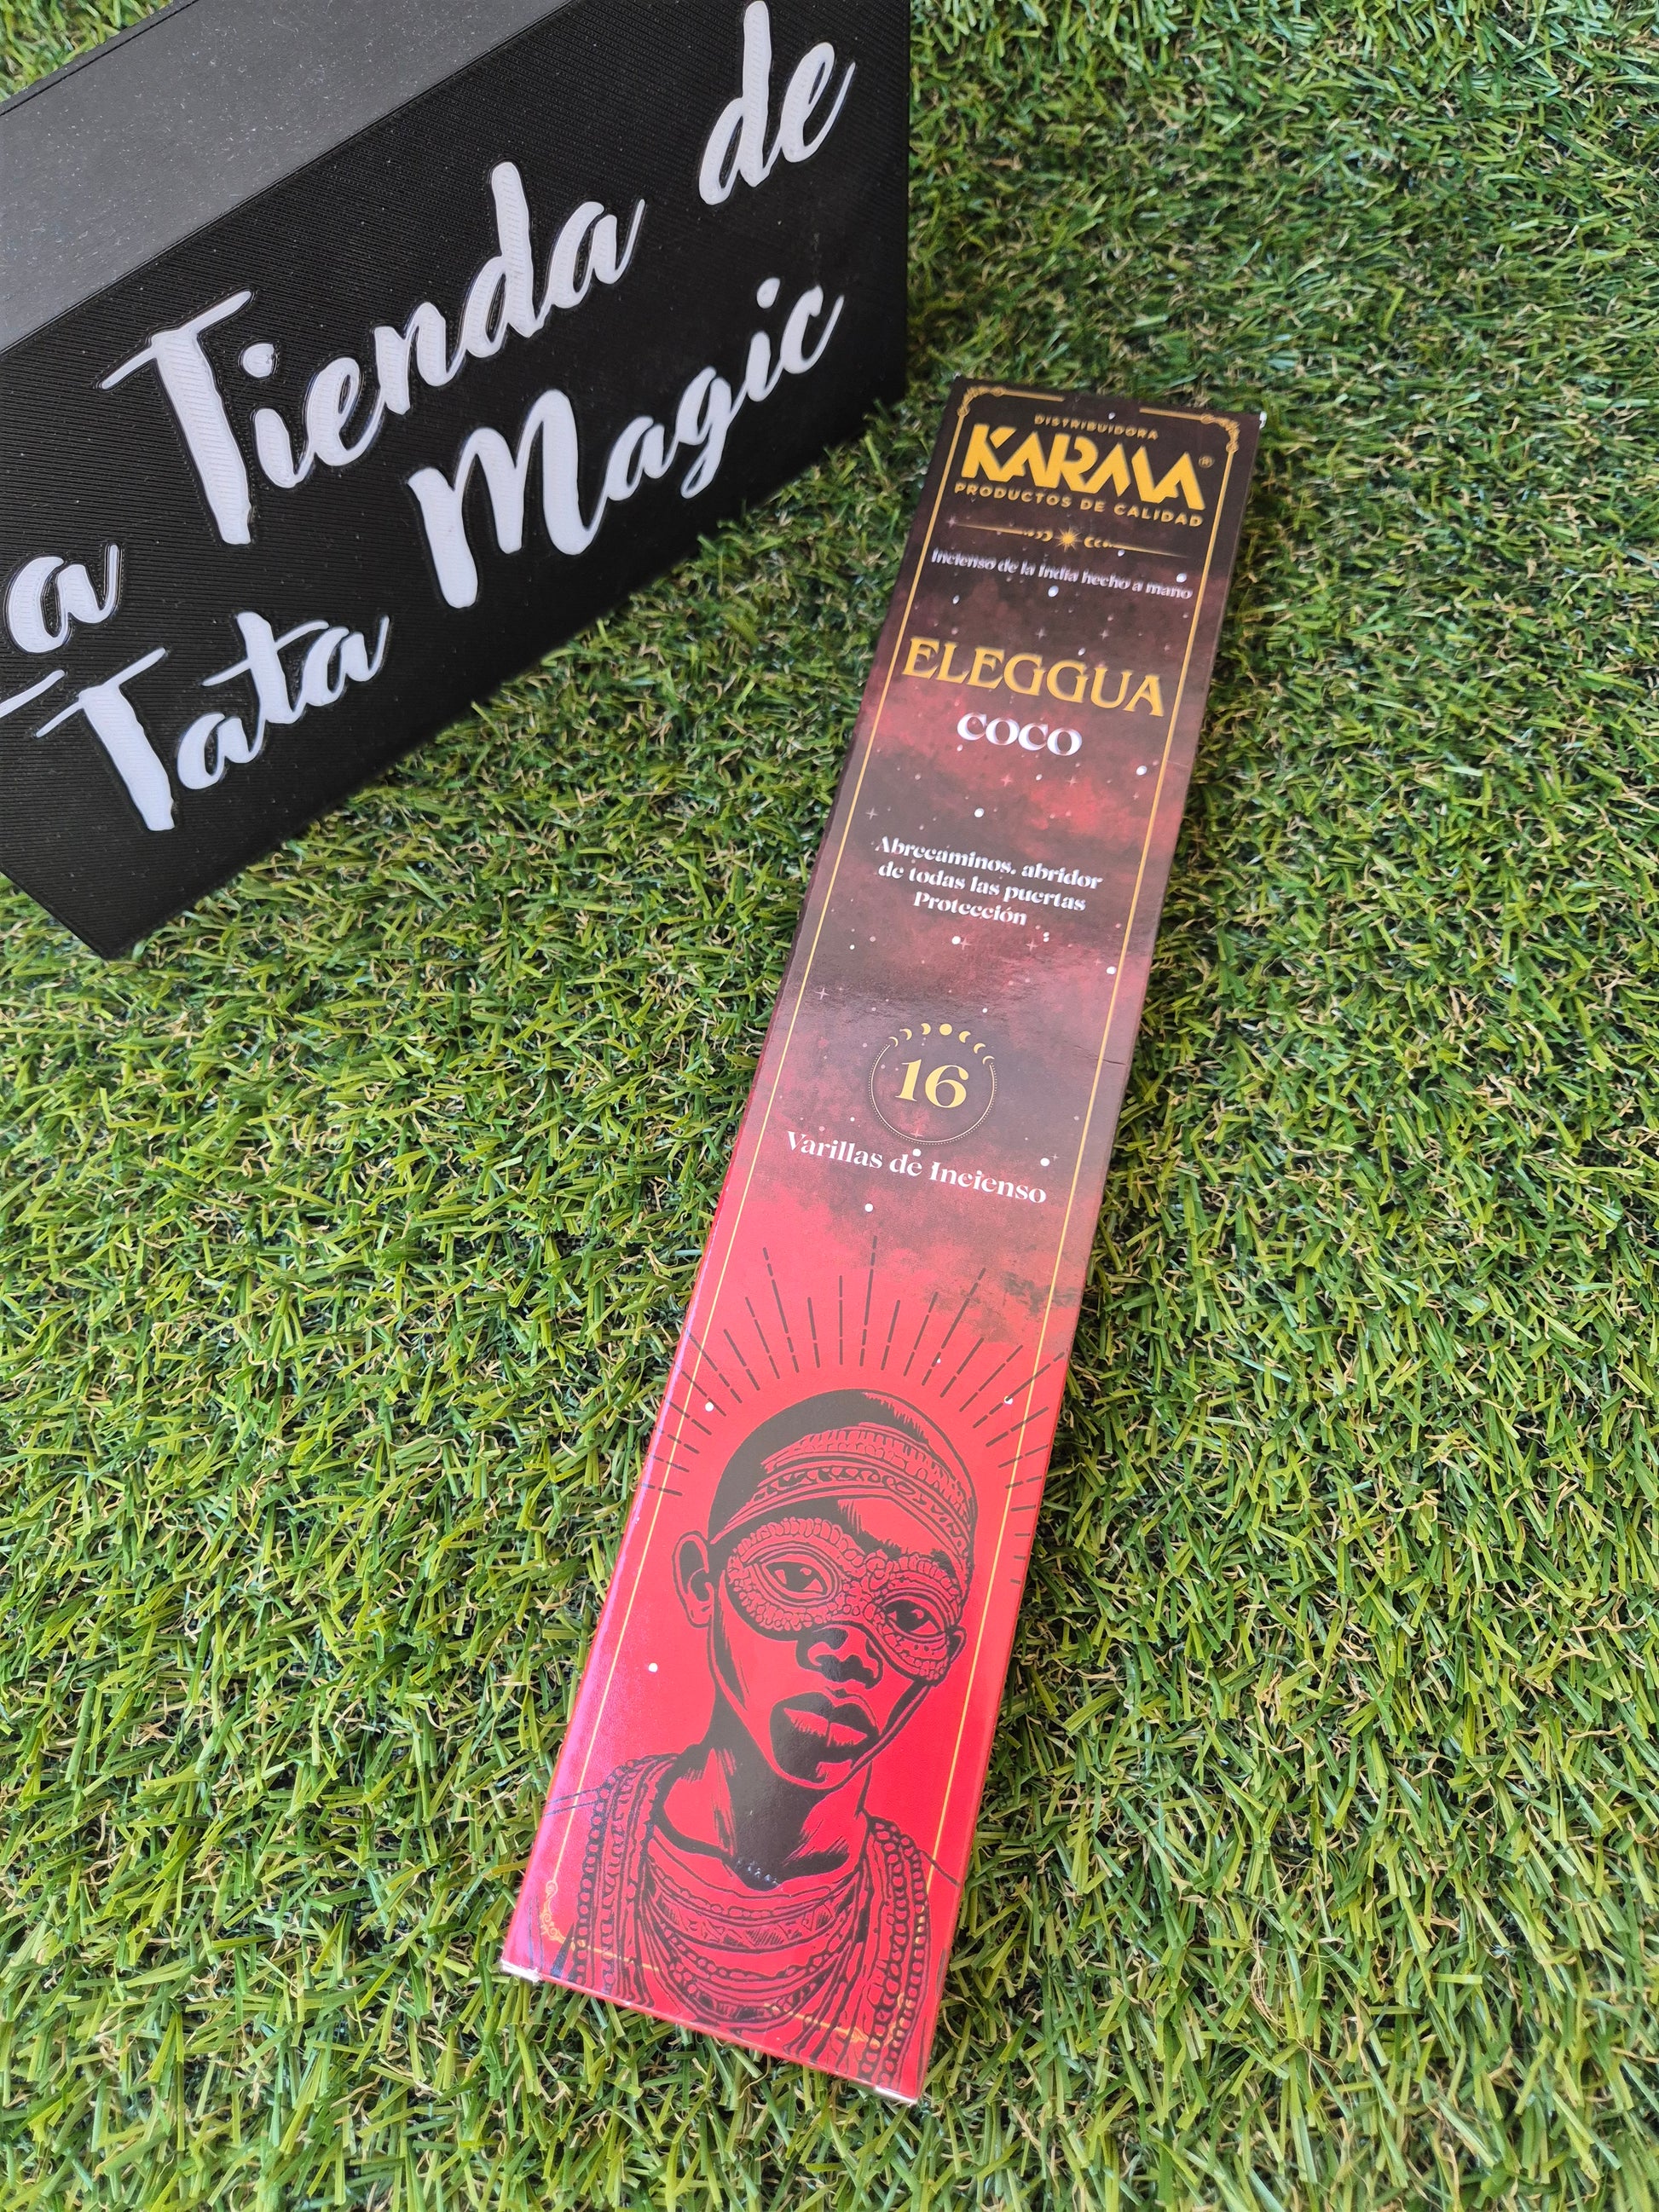 a Tienda de
Tata Magic
DISTRIBUIDORA
KARMA®
PRODUCTOS DE CALIDAD
Incienso de la India hecho a mano
ELEGGUA
COCO
Abrecaminos, abridor
de todas las puertas
Protección
16
Varillas de Incienso